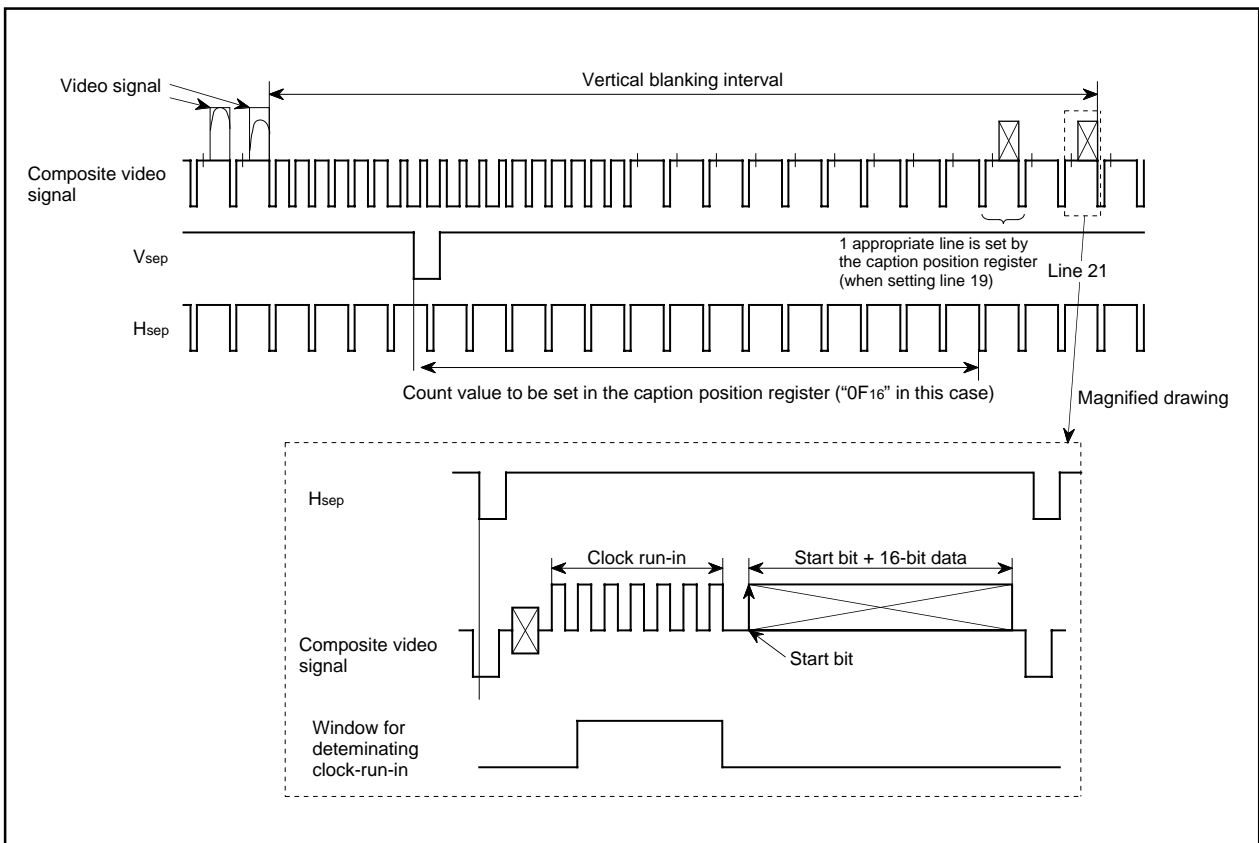 Video signal
Vertical blanking interval
Composite video
signal
Vsep
1 appropriate line is set by
the caption position register
(when setting line 19)
Line 21
Hsep
Count value to be set in the caption position register (“0F16” in this case)
Magnified drawing
Hsep
Clock run-in
Start bit + 16-bit data
Composite video
signal
Start bit
Window for
deteminating
clock-run-in